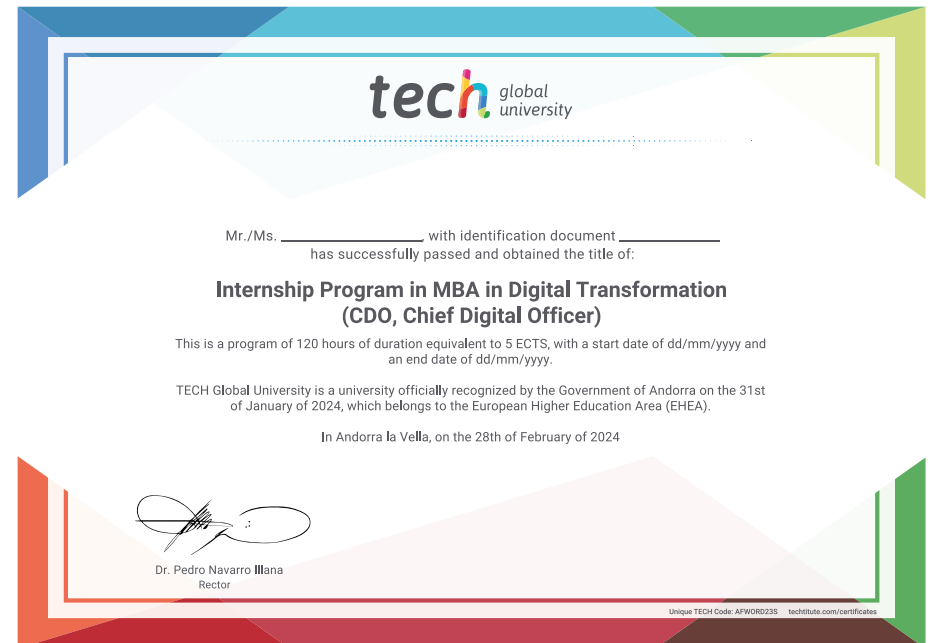 tech global university
Mr./Ms. ____________, with identification document ____________
has successfully passed and obtained the title of:
Internship Program in MBA in Digital Transformation
(CDO, Chief Digital Officer)
This is a program of 120 hours of duration equivalent to 5 ECTS, with a start date of dd/mm/yyyy and
an end date of dd/mm/yyyy.
TECH Global University is a university officially recognized by the Government of Andorra on the 31st
of January of 2024, which belongs to the European Higher Education Area (EHEA).
In Andorra la Vella, on the 28th of February of 2024
Dr. Pedro Navarro Illana
Rector
Unique TECH Code: AFWORD23S techtitute.com/certificates